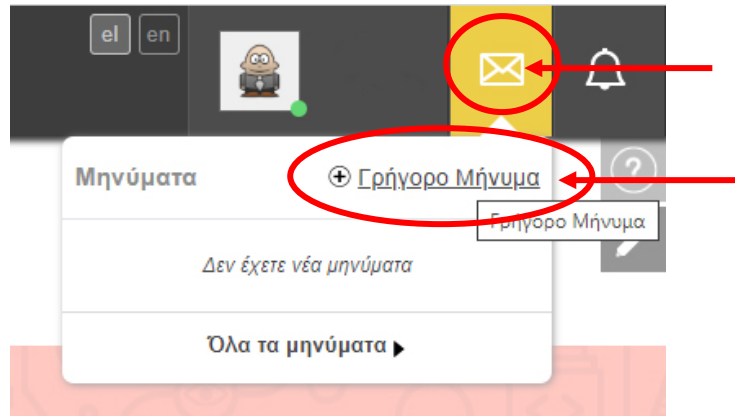 el en
Μηνύματα Γρήγορο Μήνυμα
Γρήγορο Μήνυμα
Δεν έχετε νέα μηνύματα
Όλα τα μηνύματα